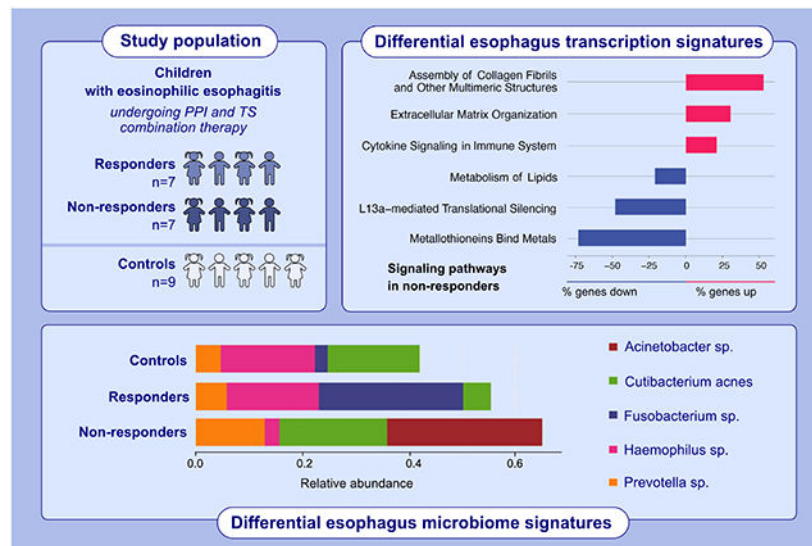 Study population
Children
with eosinophilic esophagitis
undergoing PPI and TS
combination therapy
Responders
n=7
Non-responders
n=7
Controls
n=9
Differential esophagus transcription signatures
Assembly of Collagen Fibrils
and Other Multimeric Structures
Extracellular Matrix Organization
Cytokine Signaling in Immune System
Metabolism of Lipids
L13a-mediated Translational Silencing
Metallothioneins Bind Metals
−75 −50 −25 0 25 50
Signaling pathways
in non-responders
% genes down % genes up
Controls
Responders
Non-responders
0.0 0.2 0.4 0.6
Relative abundance
Acinetobacter sp.
Cutibacterium acnes
Fusobacterium sp.
Haemophilus sp.
Prevotella sp.
Differential esophagus microbiome signatures